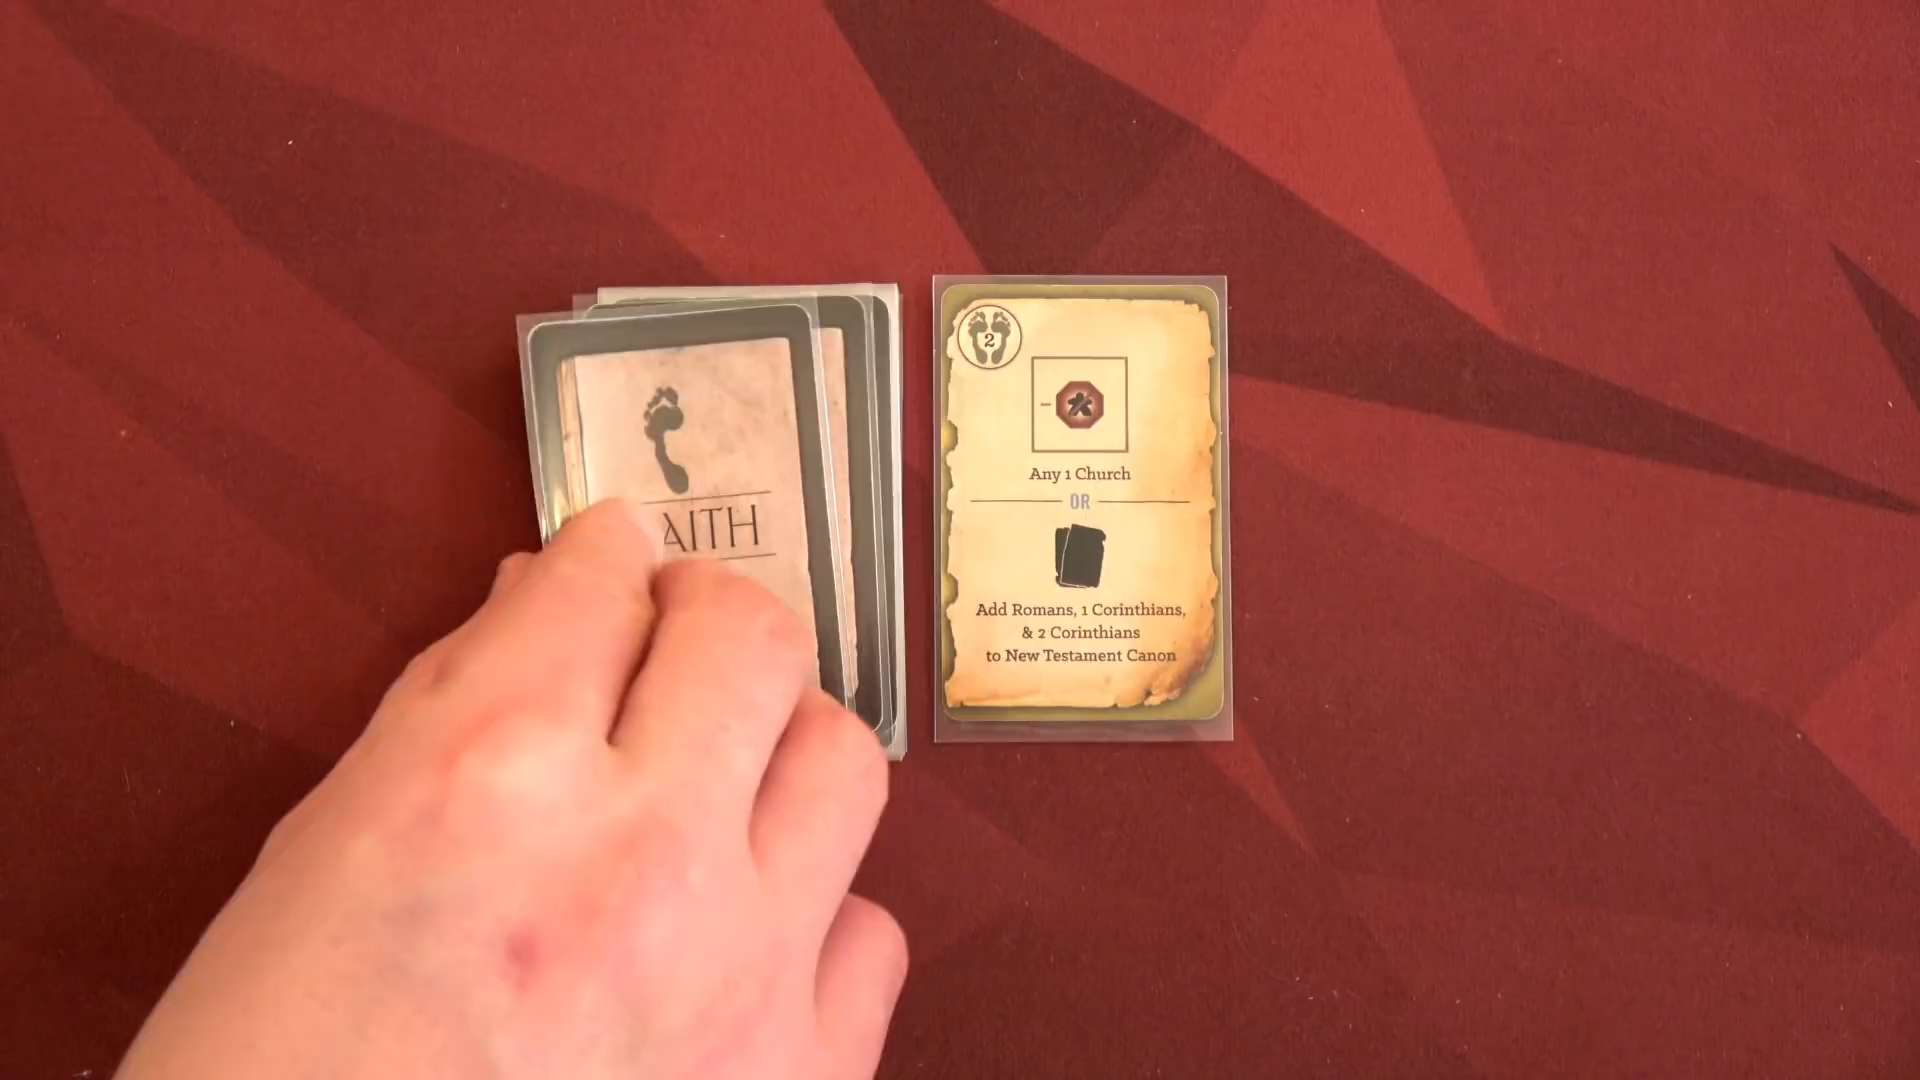 AITH
2
-
Any 1 Church
OR
Add Romans, 1 Corinthians,
& 2 Corinthians
to New Testament Canon